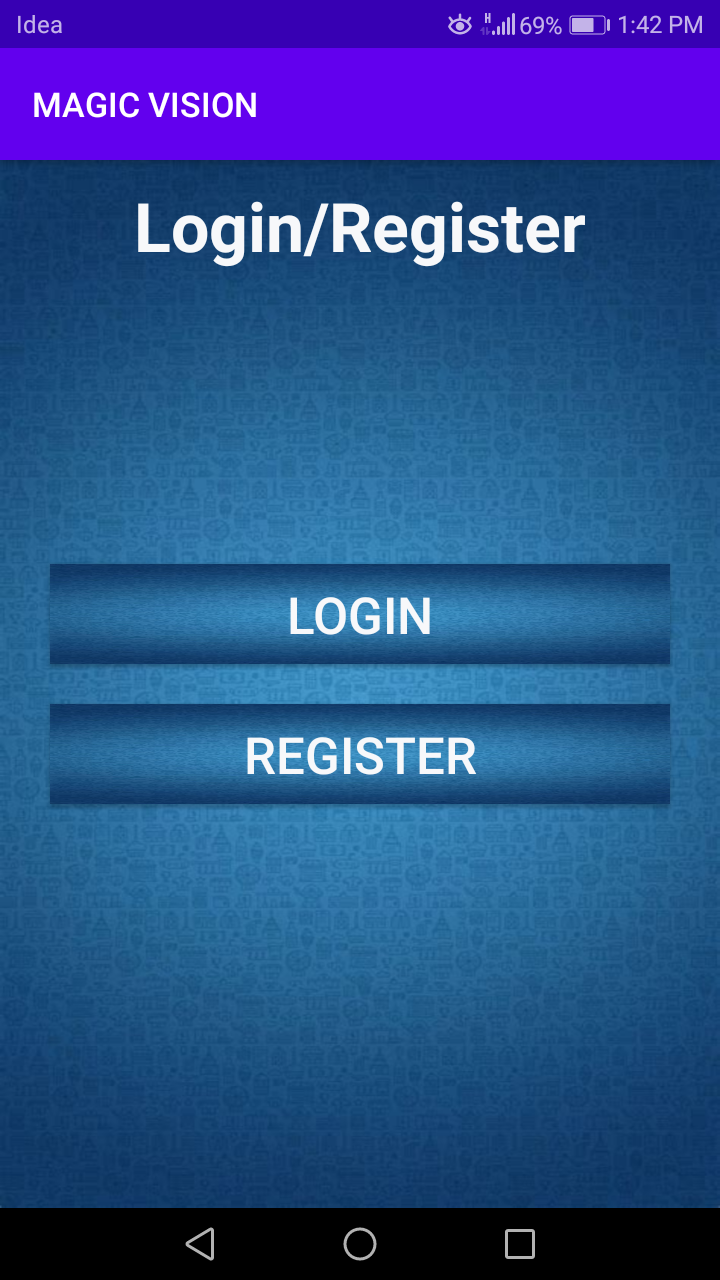 Idea H 69% 1:42 PM
MAGIC VISION
Login/Register
LOGIN
REGISTER